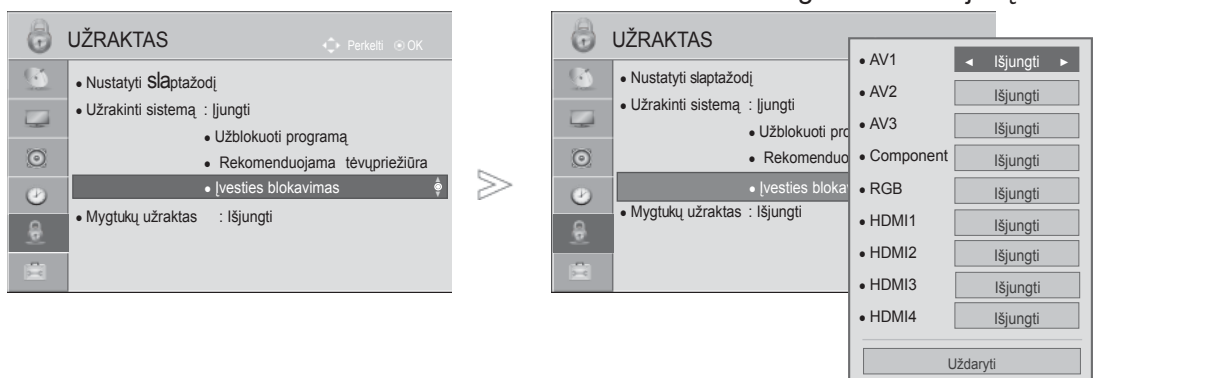 UŽRAKTAS
Perkelti OK
• Nustatyti slaptažodį
• Užrakinti sistemą : Įjungti
• Užblokuoti programą
• Rekomenduojama tėvųpriežiūra
• Įvesties blokavimas
• Mygtukų užraktas : Išjungti
UŽRAKTAS
• Nustatyti slaptažodį
• Užrakinti sistemą : Įjungti
• Užblokuoti pro
• Rekomenduo
• Įvesties bloka
• Mygtukų užraktas : Išjungti
• AV1 ◄ Išjungti ►
• AV2 Išjungti
• AV3 Išjungti
• Component Išjungti
• RGB Išjungti
• HDMI1 Išjungti
• HDMI2 Išjungti
• HDMI3 Išjungti
• HDMI4 Išjungti
Uždaryti